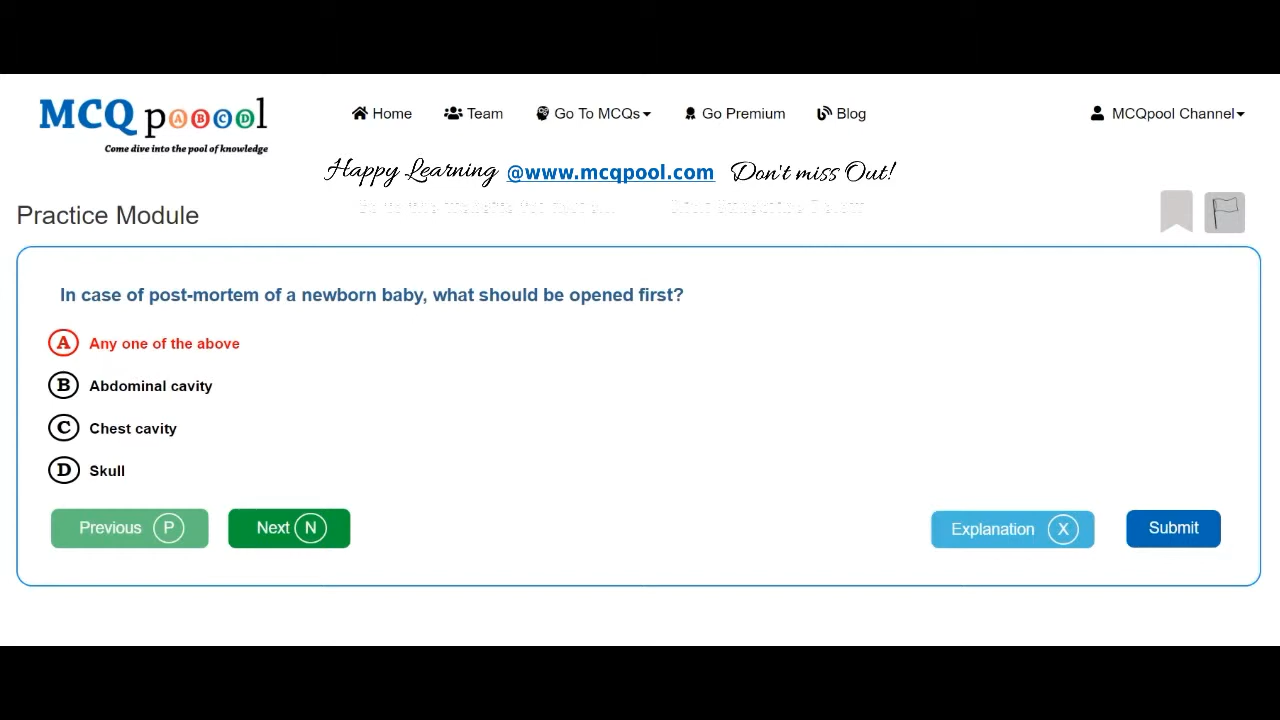 MCQ pooool
Come dive into the pool of knowledge
Home Team Go To MCQs Go Premium Blog MCQpool Channel
Happy Learning @www.mcqpool.com Don't miss Out!
Practice Module
In case of post-mortem of a newborn baby, what should be opened first?
A Any one of the above
B Abdominal cavity
C Chest cavity
D Skull
Previous P Next N Explanation X Submit